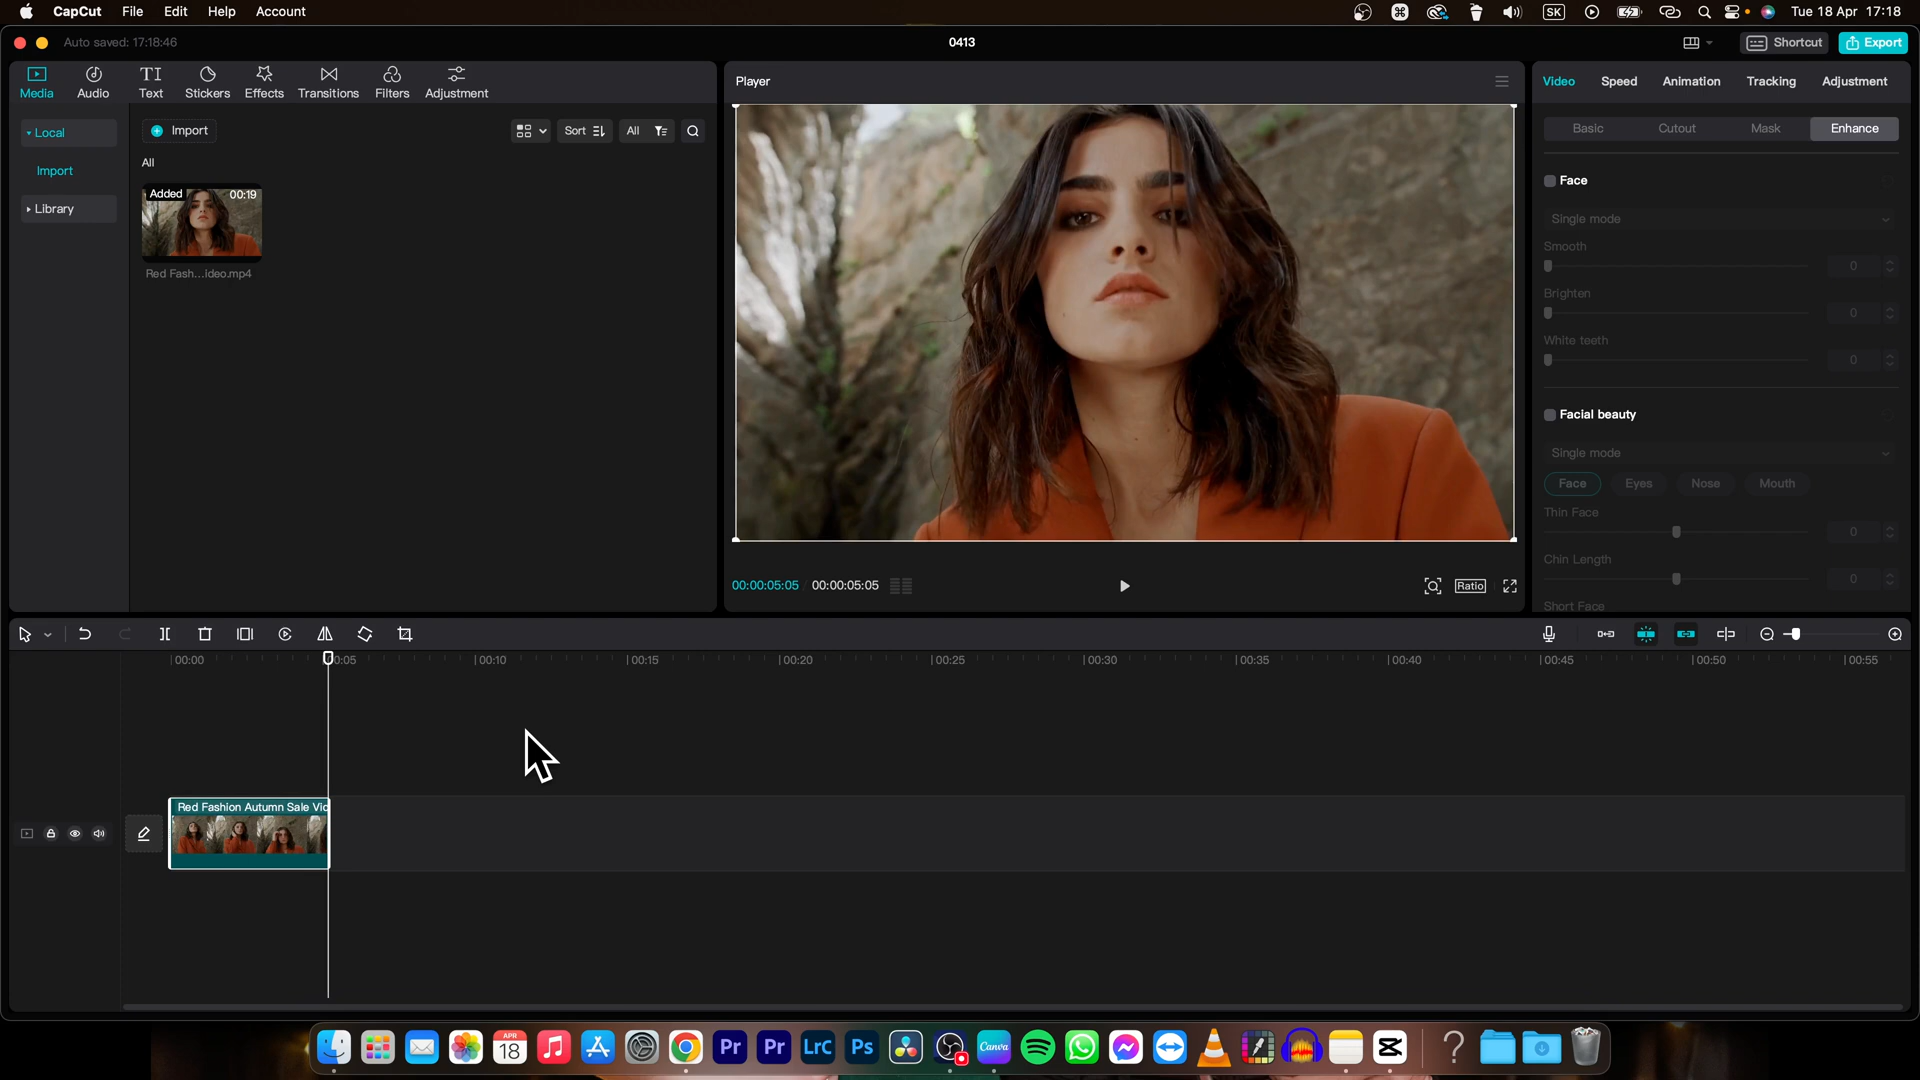 CapCut File Edit Help Account
SK Tue 18 Apr 17:18
Auto saved: 17:18:46
0413
Shortcut Export
Media Audio Text Stickers Effects Transitions Filters Adjustment
TI
Player
Video Speed Animation Tracking Adjustment
Local
Import
Sort All
Basic Cutout Mask Enhance
All
Import
Library
Added 00:19
Red Fash...ideo.mp4
Face
Single mode
Smooth
0
Brighten
0
White teeth
0
Facial beauty
Single mode
Face Eyes Nose Mouth
Thin Face
0
Chin Length
0
Short Face
00:00:05:05 00:00:05:05
Ratio
00:00 00:05 00:10 00:15 00:20 00:25 00:30 00:35 00:40 00:45 00:50 00:55
Red Fashion Autumn Sale Vid
APR
18
Pr Pr LrC Ps Canva